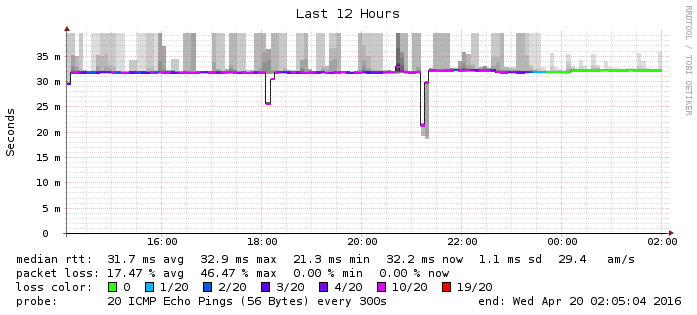 Last 12 Hours
RRDTOOL / TOBI OETIKER
Seconds
35 m
30 m
25 m
20 m
15 m
10 m
5 m
0
16:00 18:00 20:00 22:00 00:00 02:00
median rtt: 31.7 ms avg 32.9 ms max 21.3 ms min 32.2 ms now 1.1 ms sd 29.4 am/s
packet loss: 17.47 % avg 46.47 % max 0.00 % min 0.00 % now
loss color: 0 1/20 2/20 3/20 4/20 10/20 19/20
probe: 20 ICMP Echo Pings (56 Bytes) every 300s end: Wed Apr 20 02:05:04 2016